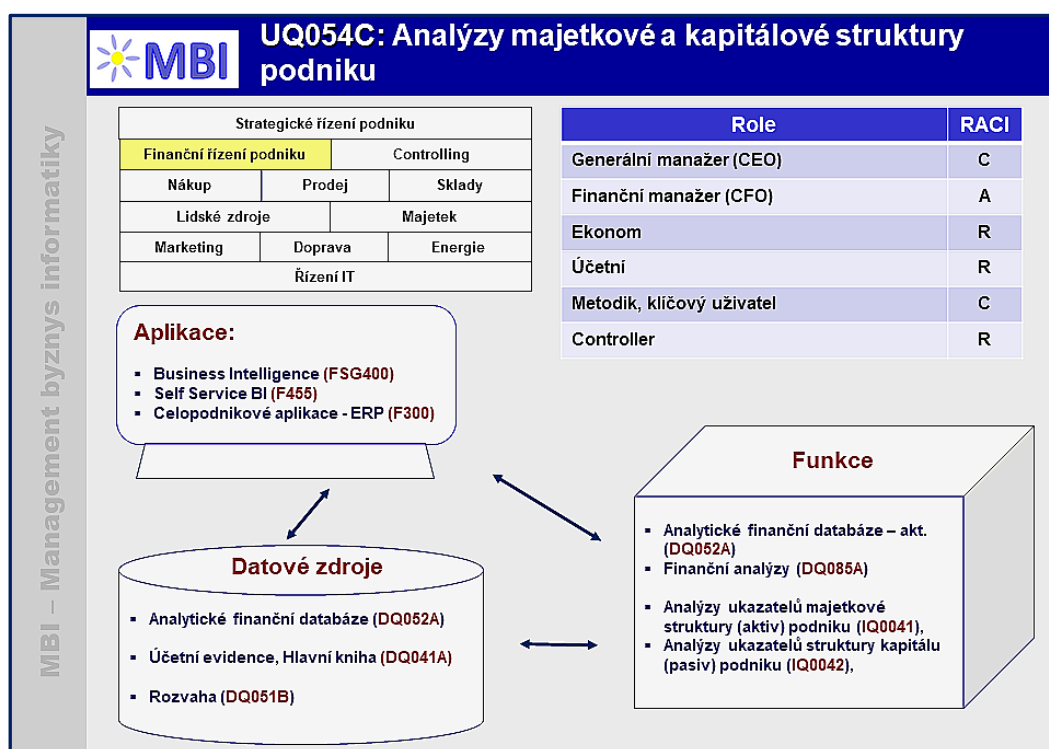 MBI – Management byznys informatiky
MBI
UQ054C: Analýzy majetkové a kapitálové struktury
podniku
Strategické řízení podniku
Finanční řízení podniku
Controlling
Nákup
Prodej
Sklady
Lidské zdroje
Majetek
Marketing
Doprava
Energie
Řízení IT
Role RACI
Generální manažer (CEO) C
Finanční manažer (CFO) A
Ekonom R
Účetní R
Metodik, klíčový uživatel C
Controller R
Aplikace:
▪ Business Intelligence (FSG400)
▪ Self Service BI (F455)
▪ Celopodnikové aplikace - ERP (F300)
Datové zdroje
▪ Analytické finanční databáze (DQ052A)
▪ Účetní evidence, Hlavní kniha (DQ041A)
▪ Rozvaha (DQ051B)
Funkce
▪ Analytické finanční databáze – akt.
(DQ052A)
▪ Finanční analýzy (DQ085A)
▪ Analýzy ukazatelů majetkové
struktury (aktiv) podniku (IQ0041),
▪ Analýzy ukazatelů struktury kapitálu
(pasiv) podniku (IQ0042),